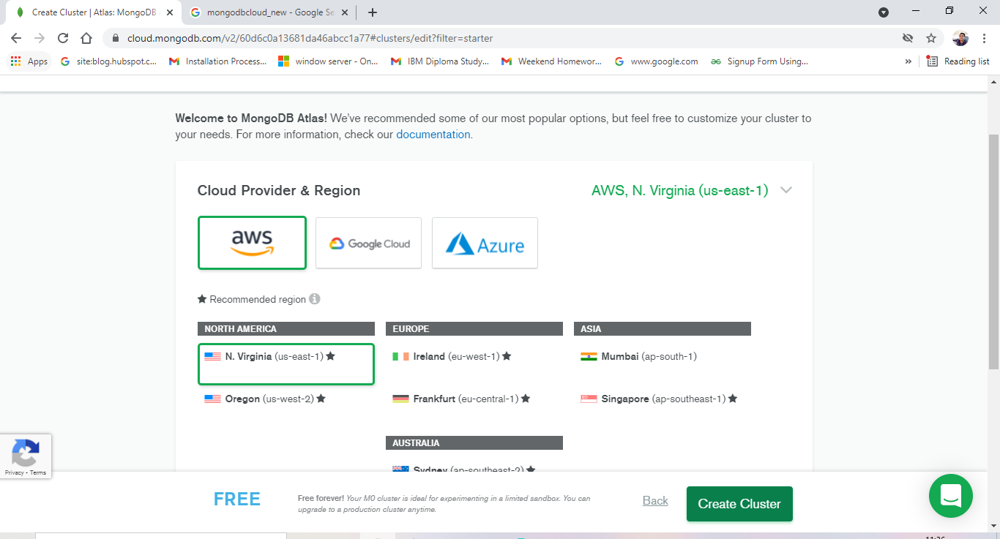 Create Cluster | Atlas: MongoDB
mongodbcloud_new - Google Se
cloud.mongodb.com/v2/60d6c0a13681da46abcc1a77#clusters/edit?filter=starter
Apps
site:blog.hubspot.c...
Installation Process...
window server - On...
IBM Diploma Study...
Weekend Homewor...
www.google.com
Signup Form Using...
»
Reading list
Welcome to MongoDB Atlas! We've recommended some of our most popular options, but feel free to customize your cluster to
your needs. For more information, check our documentation.
Cloud Provider & Region
AWS, N. Virginia (us-east-1)
aws
Google Cloud
Azure
★ Recommended region
NORTH AMERICA
EUROPE
ASIA
N. Virginia (us-east-1) ★
Ireland (eu-west-1) ★
Mumbai (ap-south-1)
Oregon (us-west-2) ★
Frankfurt (eu-central-1) ★
Singapore (ap-southeast-1) ★
AUSTRALIA
Sydney (ap-southeast-2) ★
Privacy - Terms
FREE
Free forever! Your M0 cluster is ideal for experimenting in a limited sandbox. You can
upgrade to a production cluster anytime.
Back
Create Cluster